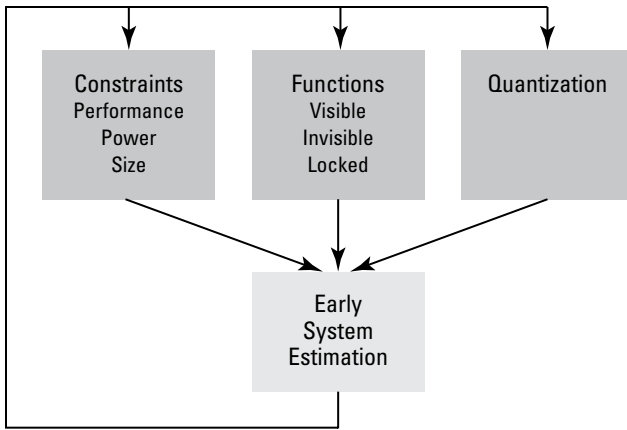 Constraints
Performance
Power
Size
Functions
Visible
Invisible
Locked
Quantization
Early
System
Estimation